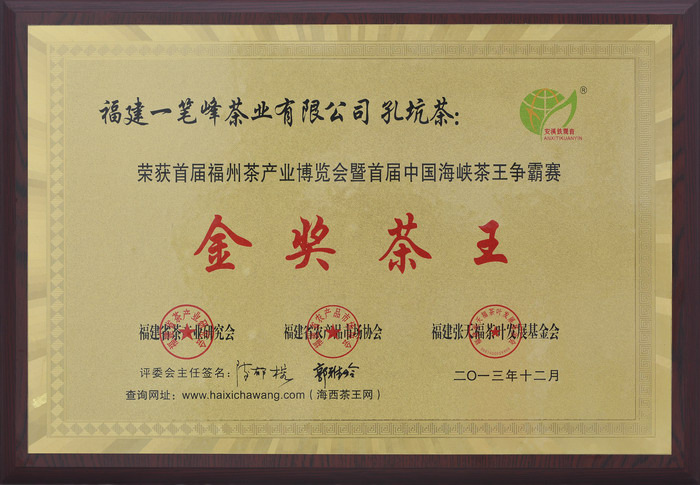 福建一笔峰茶业有限公司 孔坑茶：
安溪铁观音
ANXITIKUANYIN
®
荣获首届福州茶产业博览会暨首届中国海峡茶王争霸赛
金奖茶王
福建省茶产业研究会 福建省农产品市场协会 福建张天福茶叶发展基金会
评委会主任签名：
二〇一三年十二月
查询网址：www.haixichawang.com（海西茶王网）